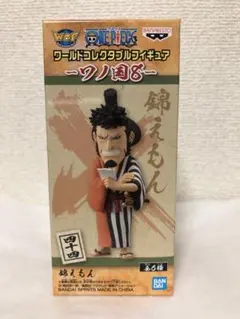 WCF
ONE PIECE
BANPRESTO
ワールドコレクタブルフィギュア
-ワノ国8-
錦えもん
四十四
錦えもん
全6種
BANDAI SPIRITS MADE IN CHINA
BANDAI